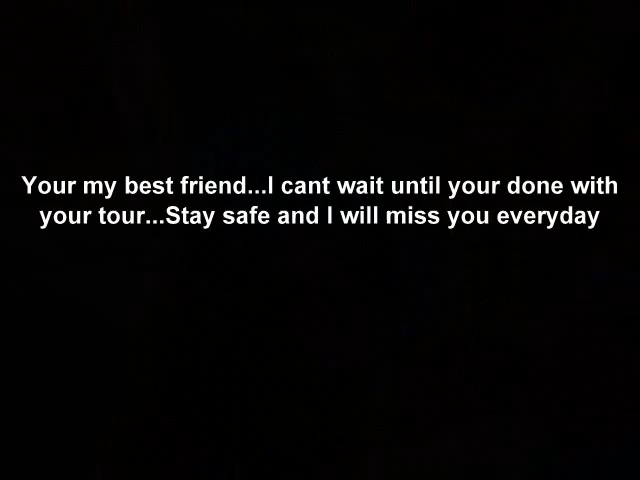 Your my best friend...I cant wait until your done with
your tour...Stay safe and I will miss you everyday